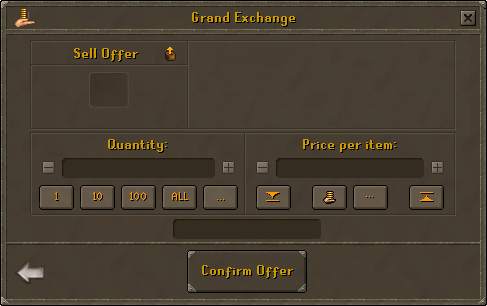 Grand Exchange
Sell Offer
Quantity: Price per item:
1 10 100 ALL ... ...
Confirm Offer